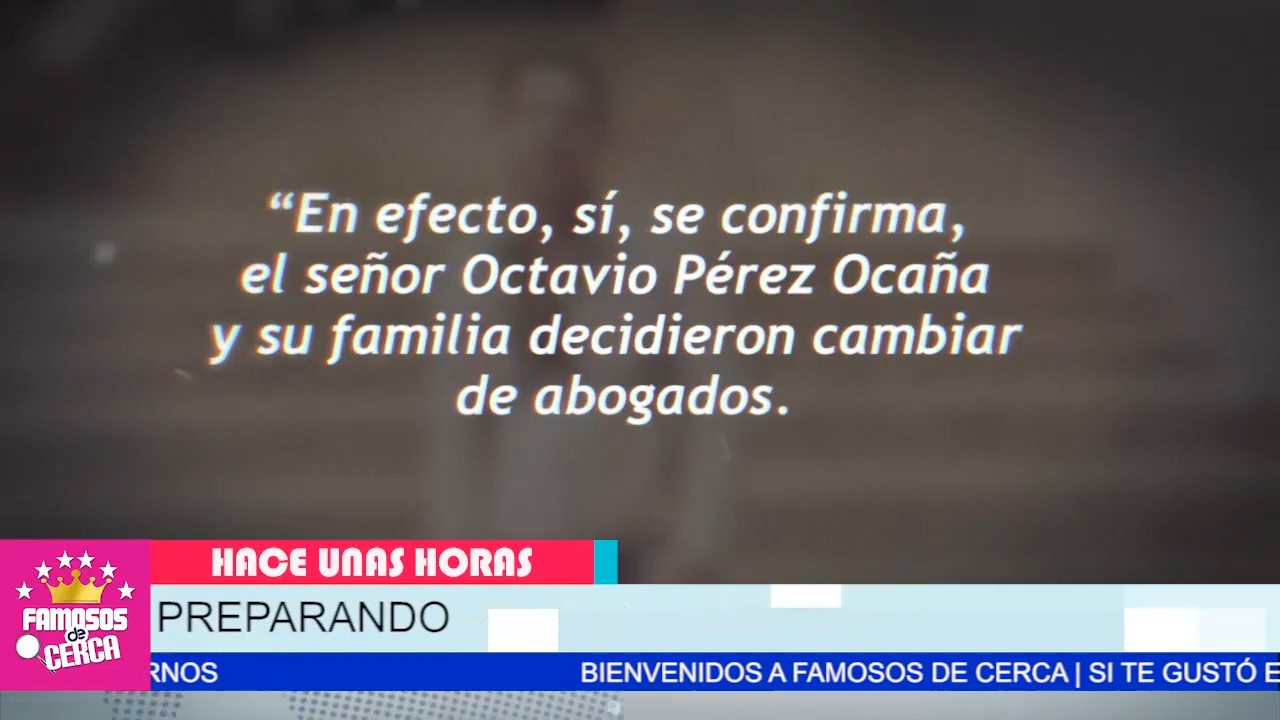 “En efecto, sí, se confirma,
el señor Octavio Pérez Ocaña
y su familia decidieron cambiar
de abogados.
HACE UNAS HORAS
PREPARANDO
FAMOSOS
de
CERCA
RNOS
BIENVENIDOS A FAMOSOS DE CERCA | SI TE GUSTÓ E